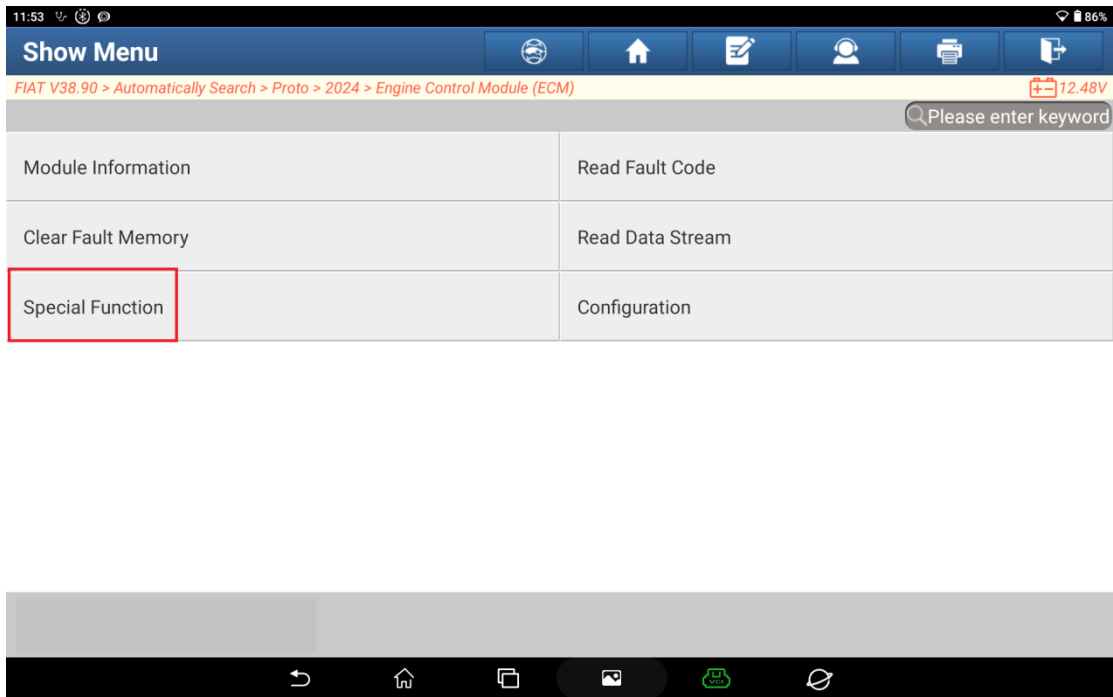 11:53 86%
Show Menu
FIAT V38.90 > Automatically Search > Proto > 2024 > Engine Control Module (ECM) 12.48V
Please enter keyword
Module Information Read Fault Code
Clear Fault Memory Read Data Stream
Special Function Configuration
VCI